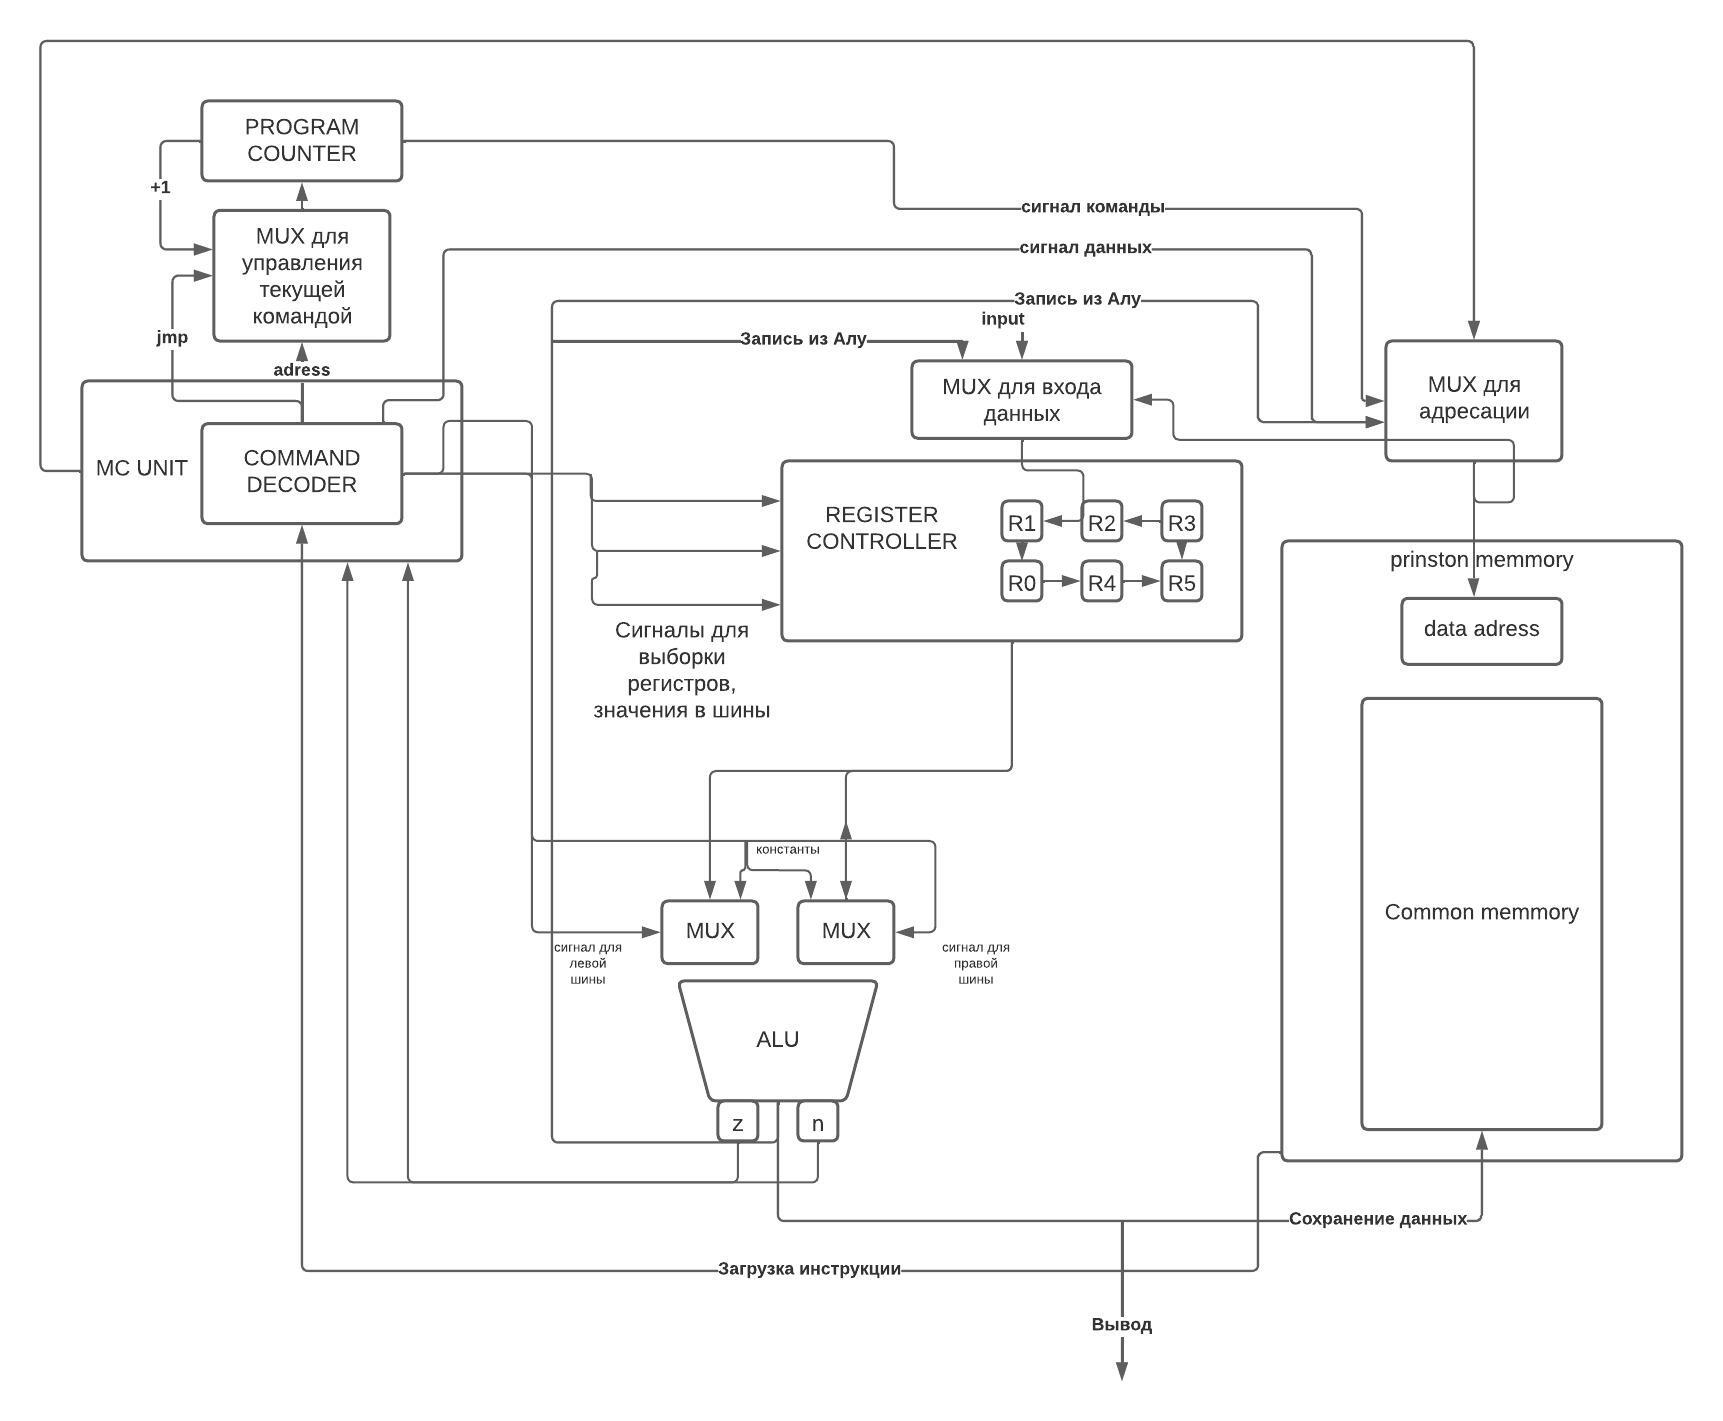 PROGRAM
COUNTER
+1
MUX для
управления
текущей
командой
jmp
adress
MC UNIT
COMMAND
DECODER
сигнал команды
сигнал данных
Запись из Алу
input
Запись из Алу
MUX для входа
данных
MUX для
адресации
REGISTER
CONTROLLER
R1
R2
R3
R0
R4
R5
Сигналы для
выборки
регистров,
значения в шины
prinston memmory
data adress
Common memmory
константы
MUX
MUX
сигнал для
левой
шины
сигнал для
правой
шины
ALU
z
n
Сохранение данных
Загрузка инструкции
Вывод